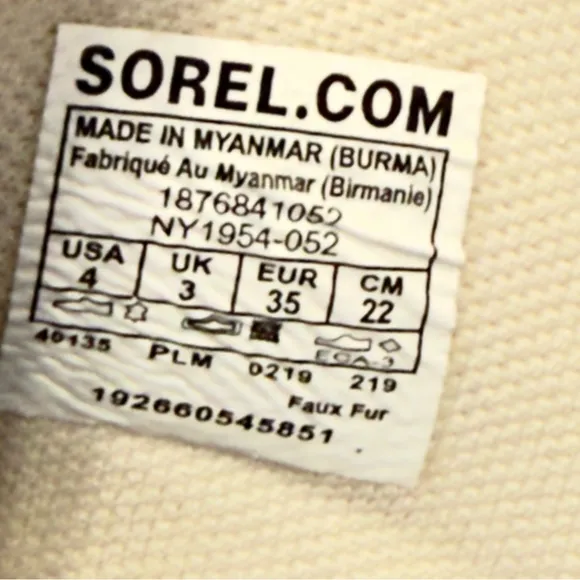 SOREL.COM
MADE IN MYANMAR (BURMA)
Fabriqué Au Myanmar (Birmanie)
1876841052
NY1954-052
USA UK EUR CM
4 3 35 22
40135 PLM 0219 219
Faux Fur
192660545851